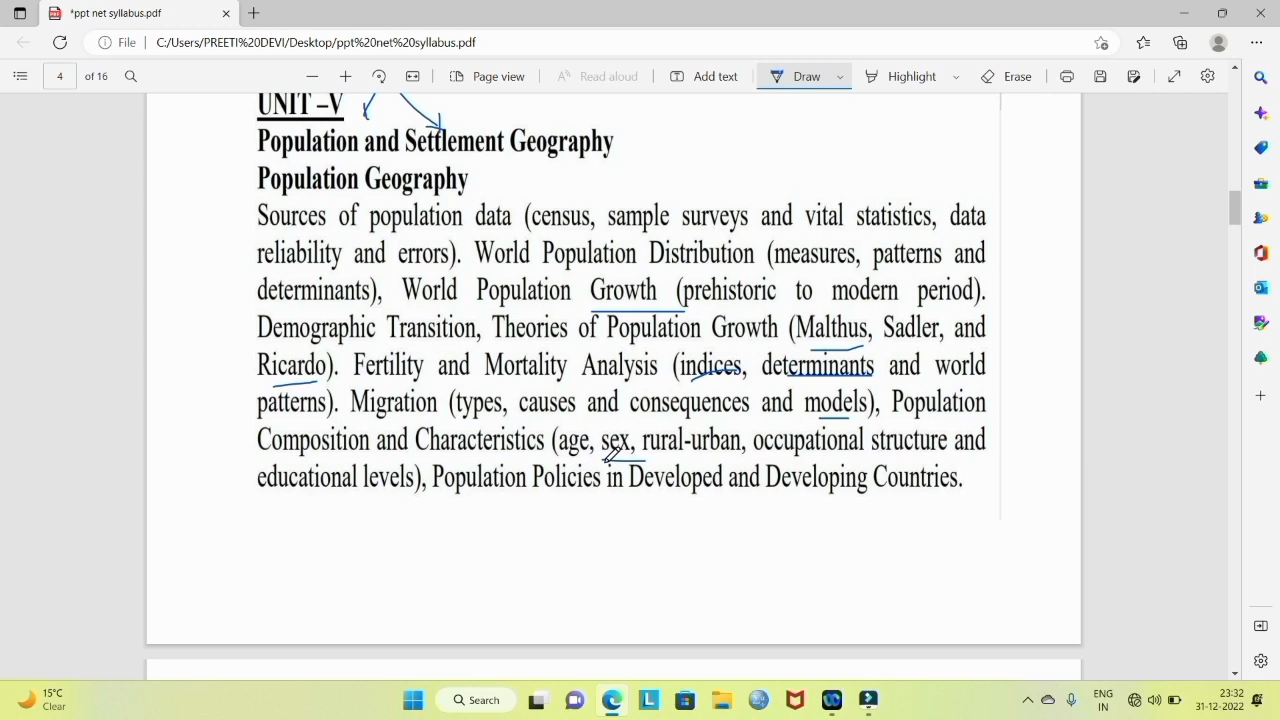 *ppt net syllabus.pdf
File
C:/Users/PREETI%20DEVI/Desktop/ppt%20net%20syllabus.pdf
4 of 16
Page view
Read aloud
Add text
Draw
Highlight
Erase
UNIT –V
Population and Settlement Geography
Population Geography
Sources of population data (census, sample surveys and vital statistics, data
reliability and errors). World Population Distribution (measures, patterns and
determinants), World Population Growth (prehistoric to modern period).
Demographic Transition, Theories of Population Growth (Malthus, Sadler, and
Ricardo). Fertility and Mortality Analysis (indices, determinants and world
patterns). Migration (types, causes and consequences and models), Population
Composition and Characteristics (age, sex, rural-urban, occupational structure and
educational levels), Population Policies in Developed and Developing Countries.
15°C
Clear
Search
ENG
IN
23:32
31-12-2022